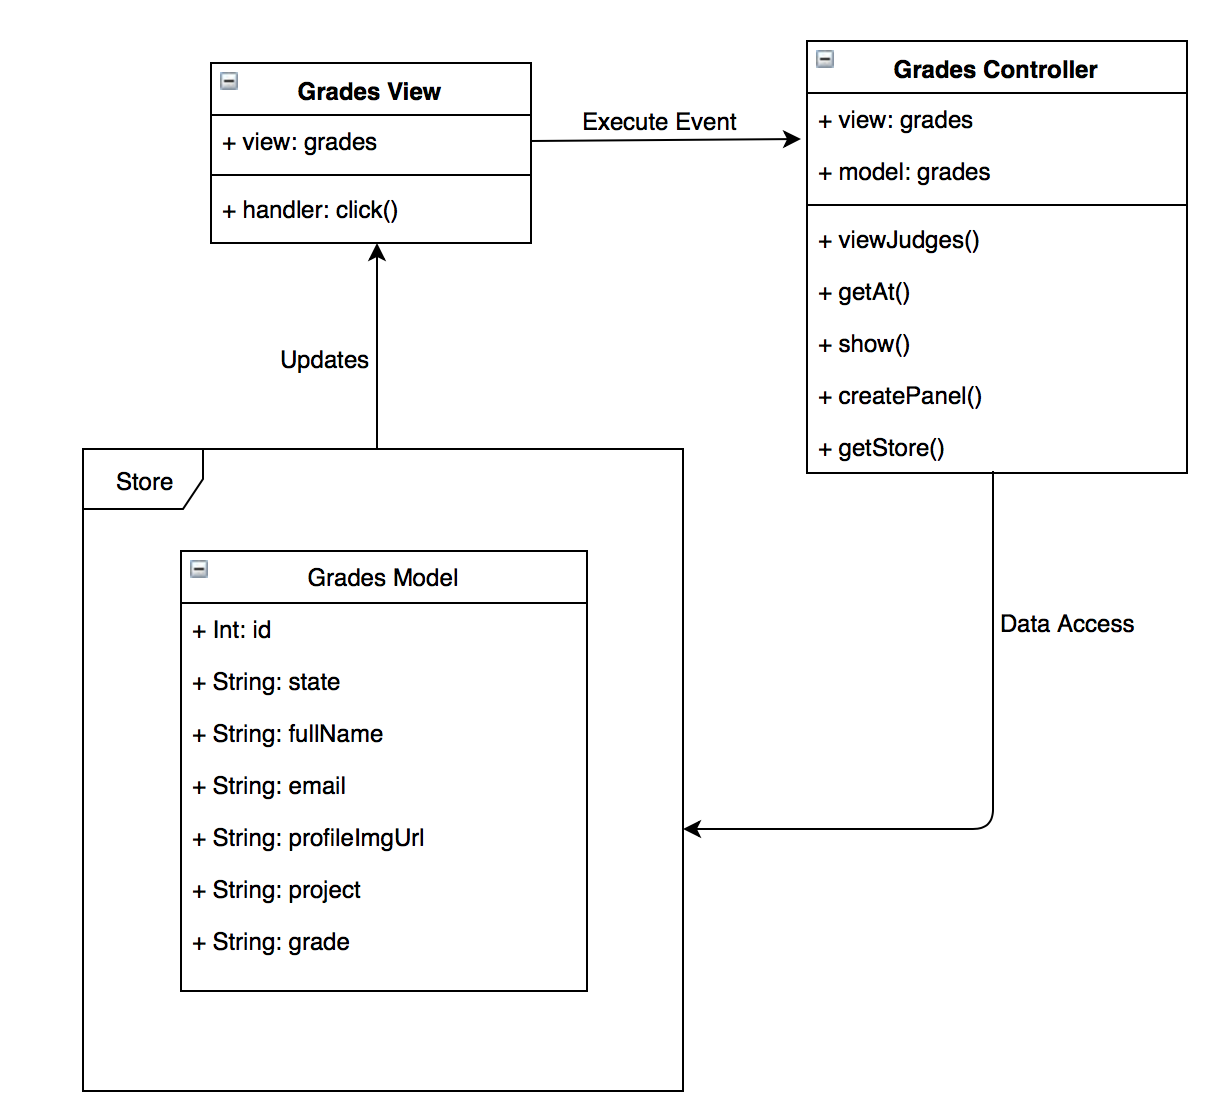 Grades View
+ view: grades
+ handler: click()
Execute Event
Grades Controller
+ view: grades
+ model: grades
+ viewJudges()
+ getAt()
+ show()
+ createPanel()
+ getStore()
Updates
Data Access
Store
Grades Model
+ Int: id
+ String: state
+ String: fullName
+ String: email
+ String: profileImgUrl
+ String: project
+ String: grade